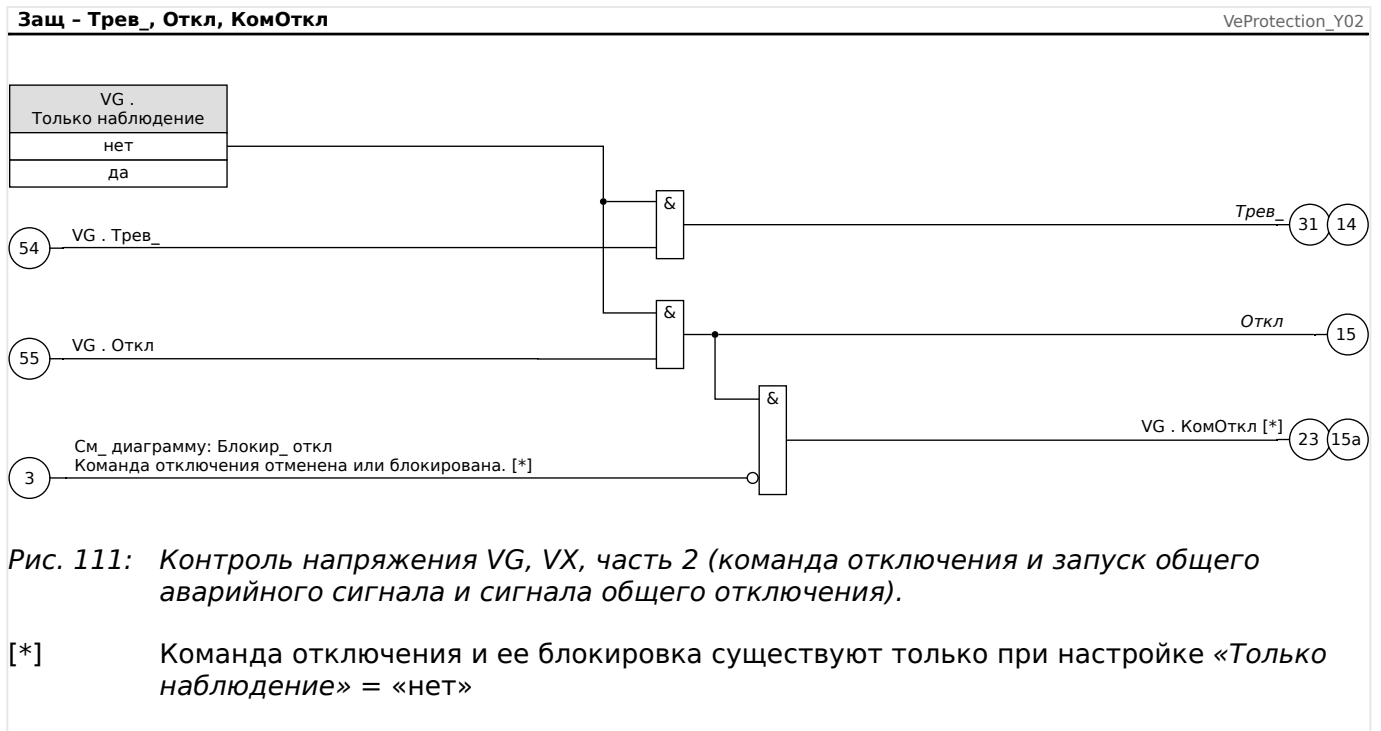 Защ – Трев_, Откл, КомОткл
VeProtection_Y02
VG .
Только наблюдение
нет
да
&
Трев_
31 14
54
VG . Трев_
&
Откл
15
55
VG . Откл
&
VG . КомОткл [*]
23 15a
См_ диаграмму: Блокир_ откл
Команда отключения отменена или блокирована. [*]
3
Рис. 111: Контроль напряжения VG, VX, часть 2 (команда отключения и запуск общего
аварийного сигнала и сигнала общего отключения).
[*] Команда отключения и ее блокировка существуют только при настройке «Только
наблюдение» = «нет»